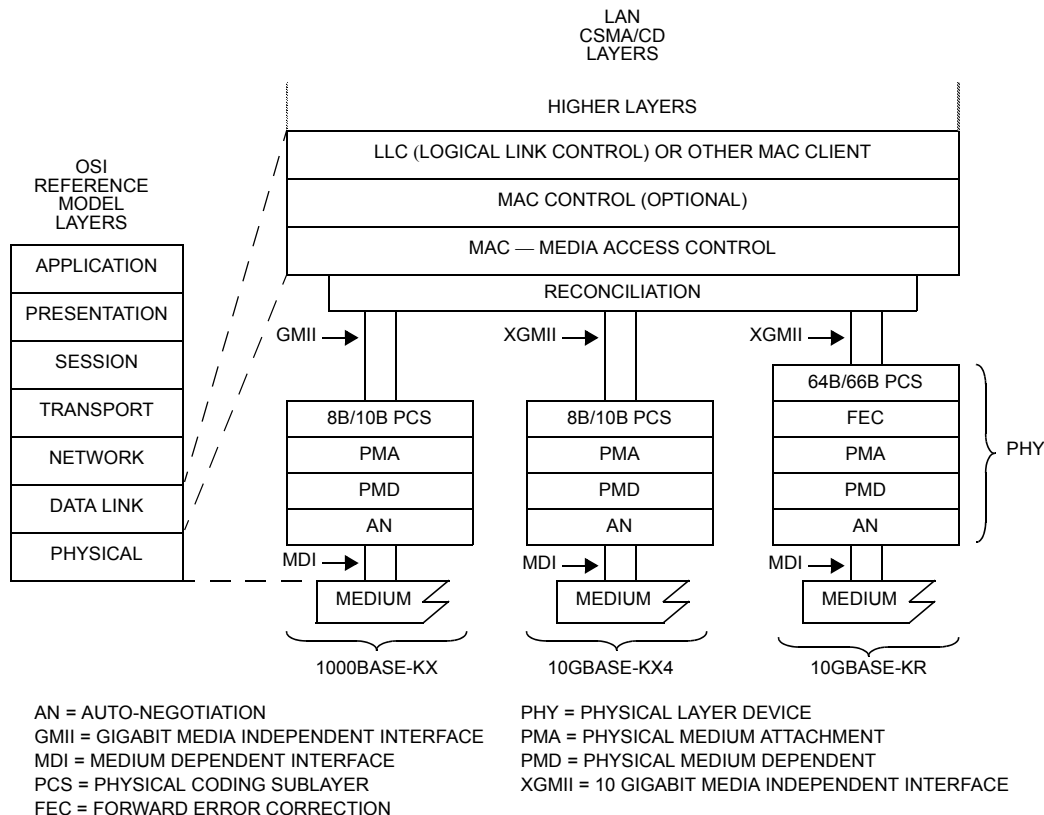 LAN
CSMA/CD
LAYERS
HIGHER LAYERS
LLC (LOGICAL LINK CONTROL) OR OTHER MAC CLIENT
MAC CONTROL (OPTIONAL)
MAC — MEDIA ACCESS CONTROL
RECONCILIATION
OSI
REFERENCE
MODEL
LAYERS
APPLICATION
PRESENTATION
SESSION
TRANSPORT
NETWORK
DATA LINK
PHYSICAL
GMII
8B/10B PCS
PMA
PMD
AN
MDI
MEDIUM
1000BASE-KX
XGMII
8B/10B PCS
PMA
PMD
AN
MDI
MEDIUM
10GBASE-KX4
XGMII
64B/66B PCS
FEC
PMA
PMD
AN
PHY
MDI
MEDIUM
10GBASE-KR
AN = AUTO-NEGOTIATION
GMII = GIGABIT MEDIA INDEPENDENT INTERFACE
MDI = MEDIUM DEPENDENT INTERFACE
PCS = PHYSICAL CODING SUBLAYER
FEC = FORWARD ERROR CORRECTION
PHY = PHYSICAL LAYER DEVICE
PMA = PHYSICAL MEDIUM ATTACHMENT
PMD = PHYSICAL MEDIUM DEPENDENT
XGMII = 10 GIGABIT MEDIA INDEPENDENT INTERFACE